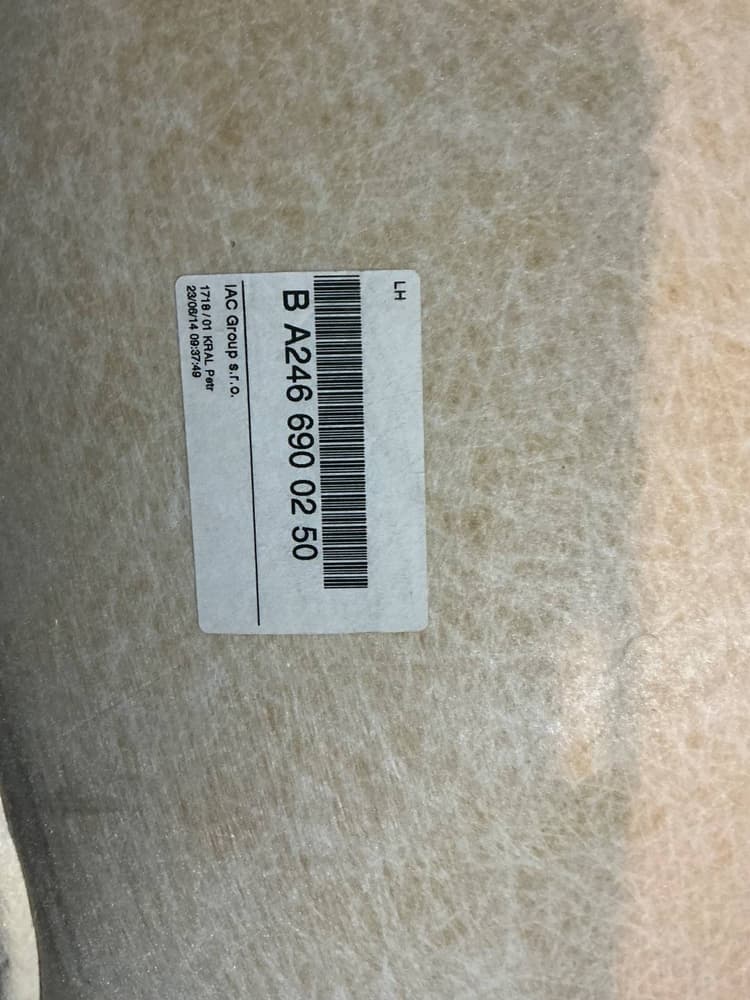 LH
B A246 690 02 50
IAC Group s.r.o.
1718 / 01 KRAL Petr
23/06/14 09:37:49